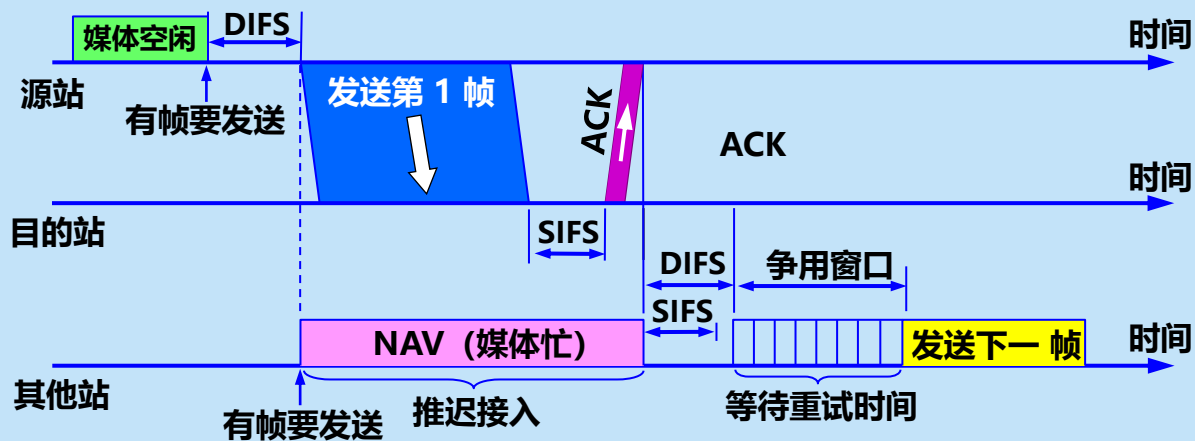 媒体空闲
DIFS
时间
源站
有帧要发送
发送第 1 帧
ACK
ACK
时间
目的站
SIFS
DIFS
争用窗口
SIFS
NAV（媒体忙）
发送下一 帧
时间
其他站
有帧要发送
推迟接入
等待重试时间